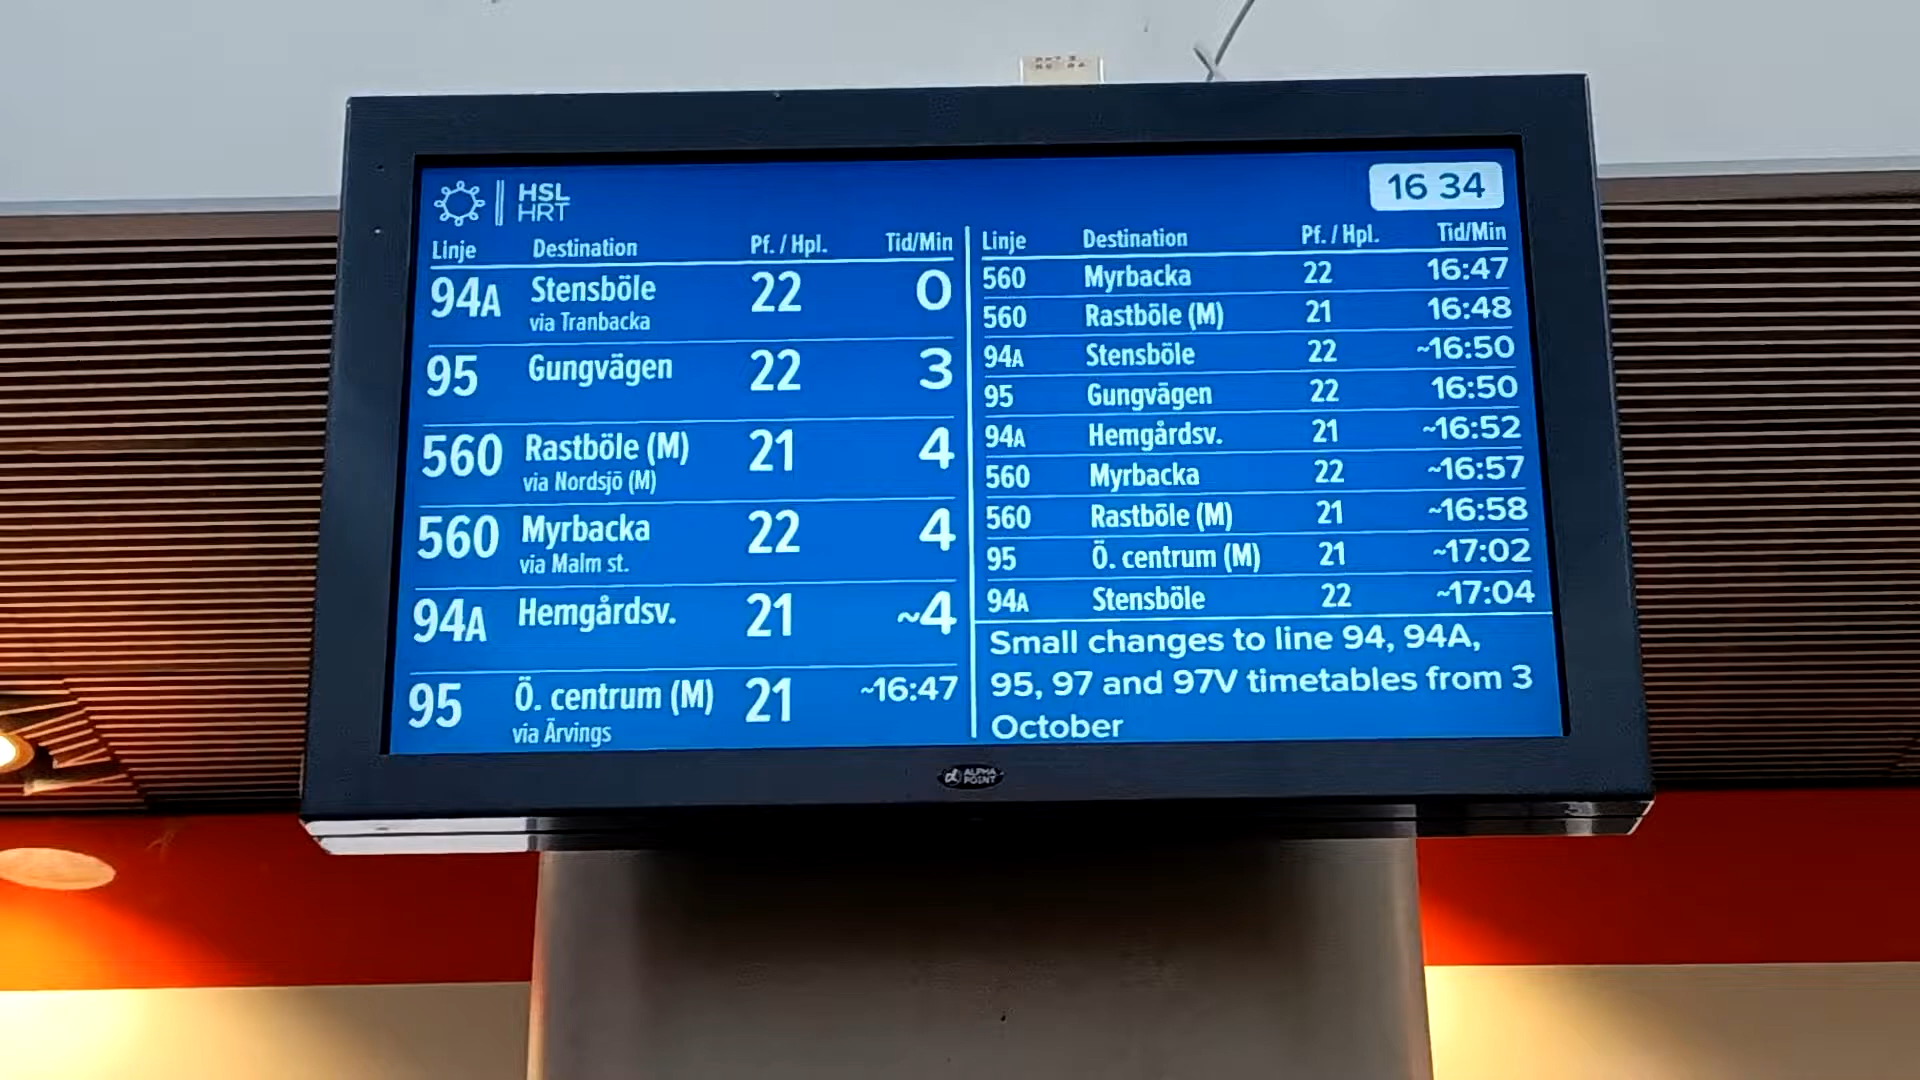 HSL
HRT
16 34
Linje Destination Pf. / Hpl. Tid/Min
94A Stensböle 22 0
via Tranbacka
95 Gungvägen 22 3
560 Rastböle (M) 21 4
via Nordsjö (M)
560 Myrbacka 22 4
via Malm st.
94A Hemgårdsv. 21 ~4
95 Ö. centrum (M) 21 ~16:47
via Ärvings
Linje Destination Pf. / Hpl. Tid/Min
560 Myrbacka 22 16:47
560 Rastböle (M) 21 16:48
94A Stensböle 22 ~16:50
95 Gungvägen 22 16:50
94A Hemgårdsv. 21 ~16:52
560 Myrbacka 22 ~16:57
560 Rastböle (M) 21 ~16:58
95 Ö. centrum (M) 21 ~17:02
94A Stensböle 22 ~17:04
Small changes to line 94, 94A,
95, 97 and 97V timetables from 3
October
ALPHA
POINT